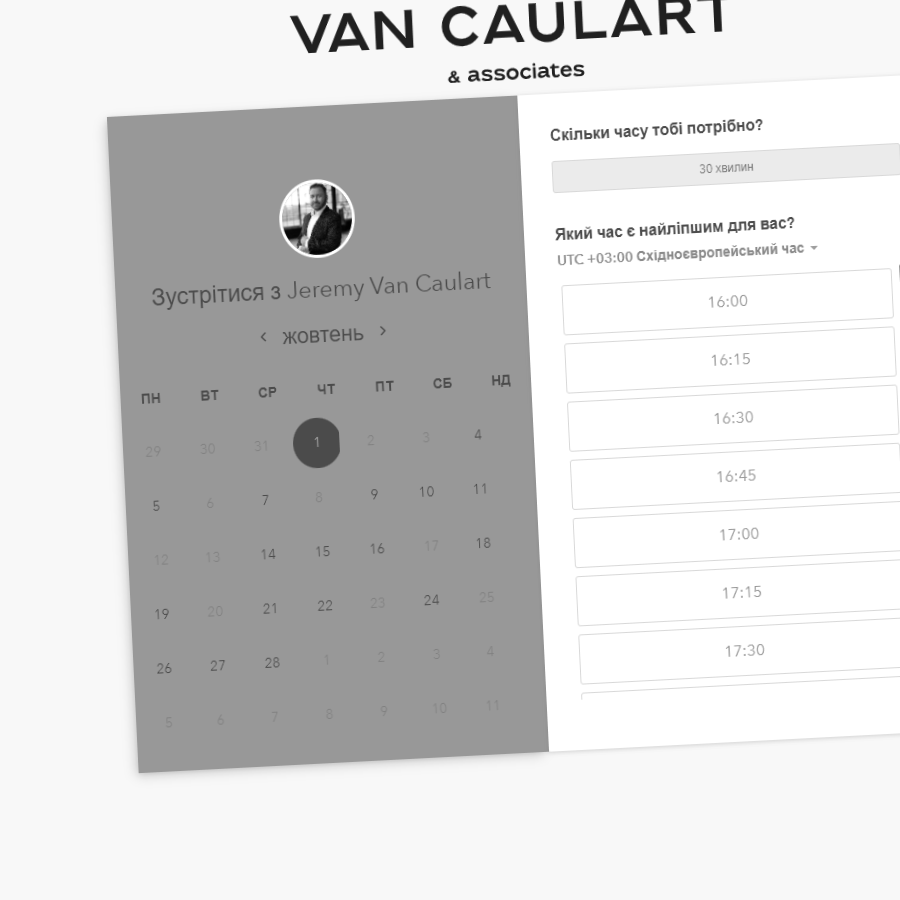 VAN CAULART
& associates
Зустрітися з Jeremy Van Caulart
‹ жовтень ›
ПН ВТ СР ЧТ ПТ СБ НД
29 30 31 1 2 3 4
5 6 7 8 9 10 11
12 13 14 15 16 17 18
19 20 21 22 23 24 25
26 27 28 1 2 3 4
5 6 7 8 9 10 11
Скільки часу тобі потрібно?
30 хвилин
Який час є найліпшим для вас?
UTC +03:00 Східноєвропейський час
16:00
16:15
16:30
16:45
17:00
17:15
17:30